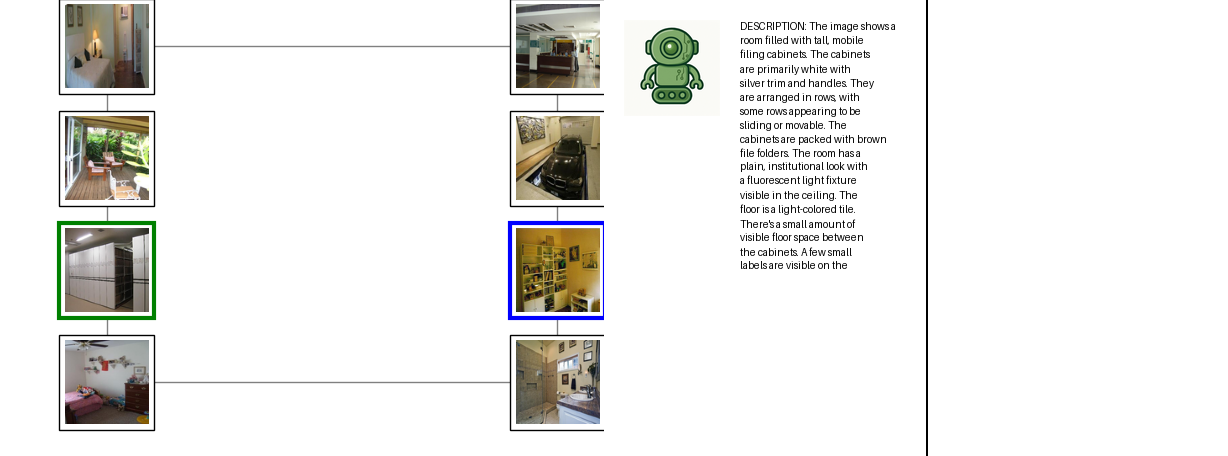 DESCRIPTION: The image shows a
room filled with tall, mobile
filing cabinets. The cabinets
are primarily white with
silver trim and handles. They
are arranged in rows, with
some rows appearing to be
sliding or movable. The
cabinets are packed with brown
file folders. The room has a
plain, institutional look with
a fluorescent light fixture
visible in the ceiling. The
floor is a light-colored tile.
There's a small amount of
visible floor space between
the cabinets. A few small
labels are visible on the